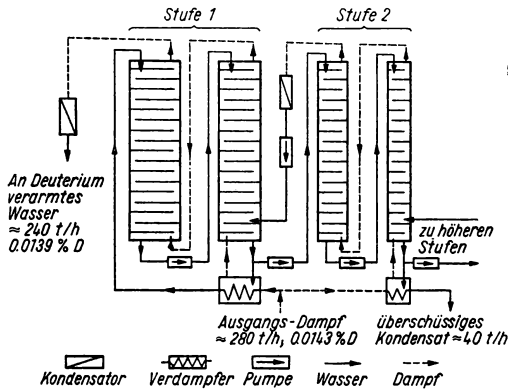 Stufe 1
Stufe 2
An Deuterium
verarmtes
Wasser
≈ 240 t/h
0.0139 % D
zu höheren
Stufen
Ausgangs-Dampf
≈ 280 t/h, 0.0143 % D
überschüssiges
Kondensat ≈ 40 t/h
Kondensator
Verdampfer
Pumpe
Wasser
Dampf